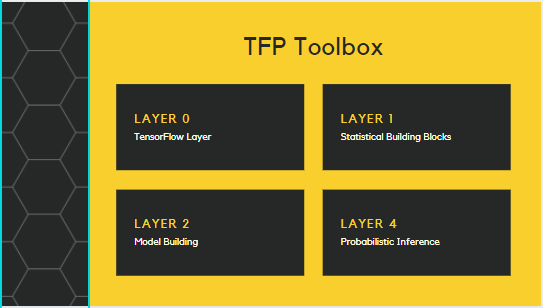 TFP Toolbox
LAYER 0
TensorFlow Layer
LAYER 1
Statistical Building Blocks
LAYER 2
Model Building
LAYER 4
Probabilistic Inference